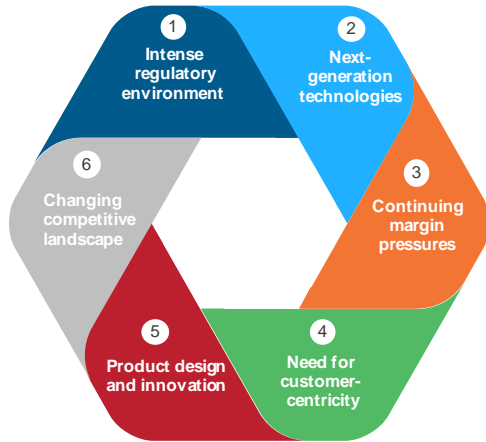 1
Intense
regulatory
environment
2
Next-
generation
technologies
3
Continuing
margin
pressures
4
Need for
customer-
centricity
5
Product design
and innovation
6
Changing
competitive
landscape